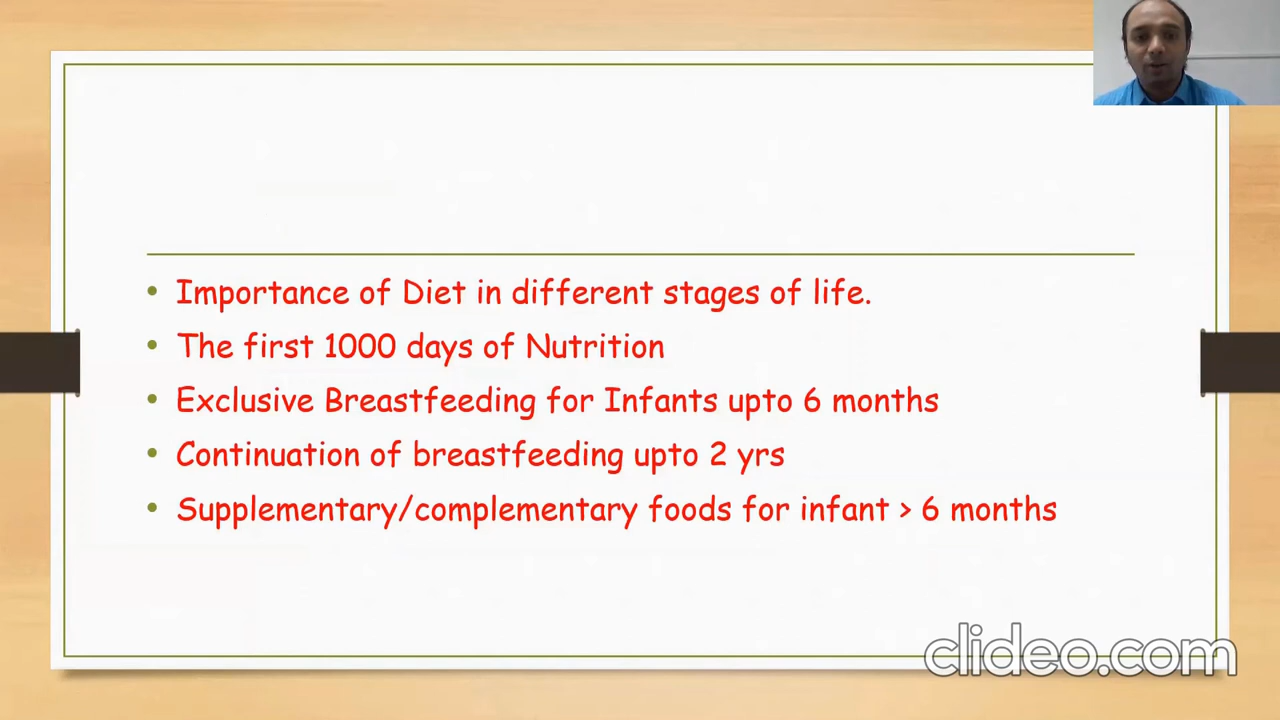 • Importance of Diet in different stages of life.
• The first 1000 days of Nutrition
• Exclusive Breastfeeding for Infants upto 6 months
• Continuation of breastfeeding upto 2 yrs
• Supplementary/complementary foods for infant > 6 months
clideo.com